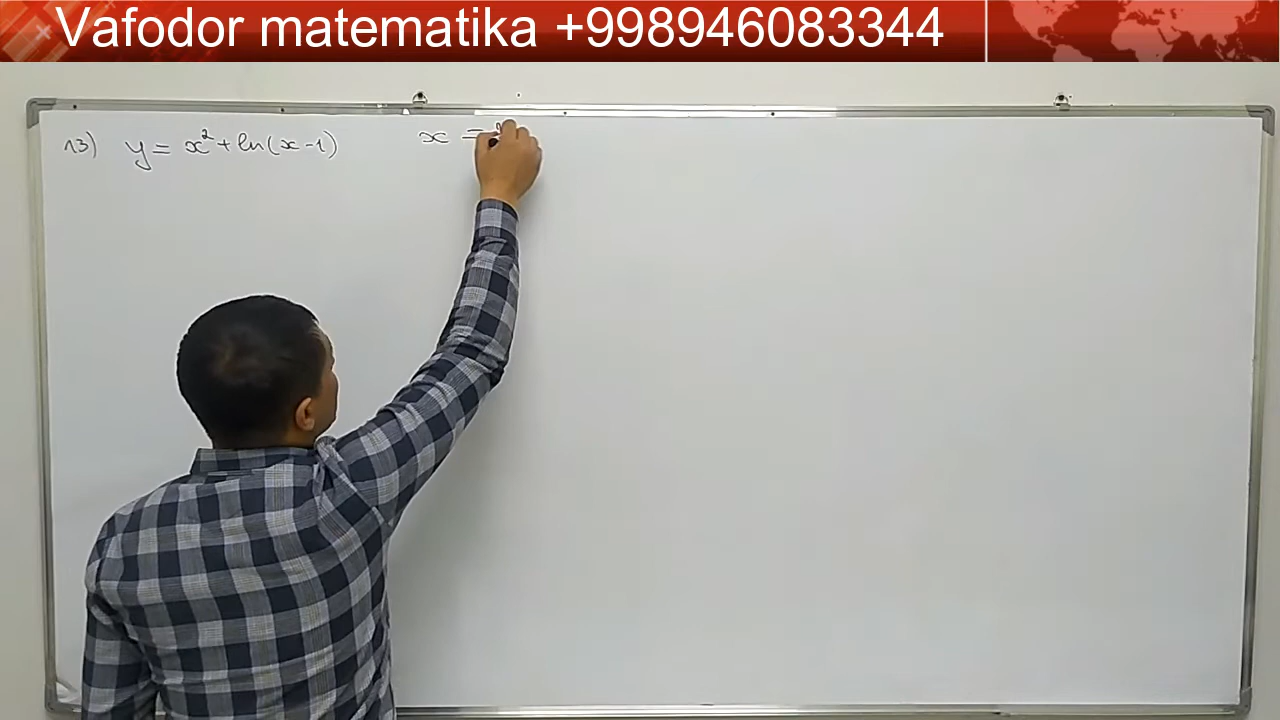 Vafodor matematika +998946083344
13) y = x² + ln(x - 1) x =